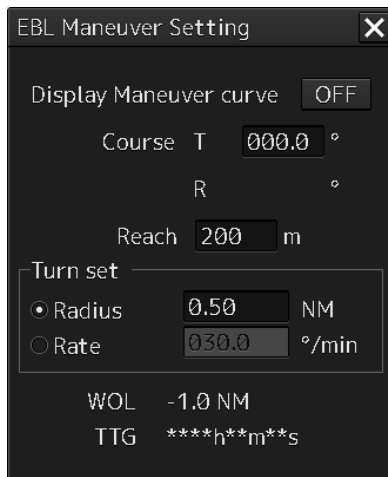 EBL Maneuver Setting
Display Maneuver curve OFF
Course T 000.0 °
R °
Reach 200 m
Turn set
Radius 0.50 NM
Rate 030.0 °/min
WOL -1.0 NM
TTG ****h**m**s